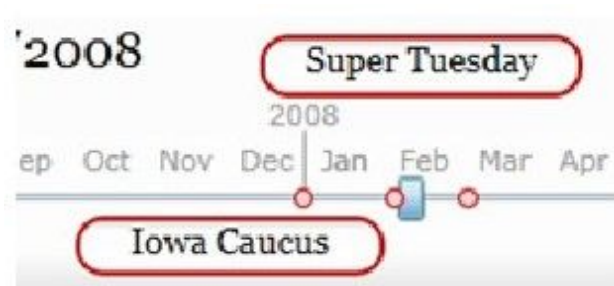 '2008
Super Tuesday
2008
ep Oct Nov Dec Jan Feb Mar Apr
Iowa Caucus